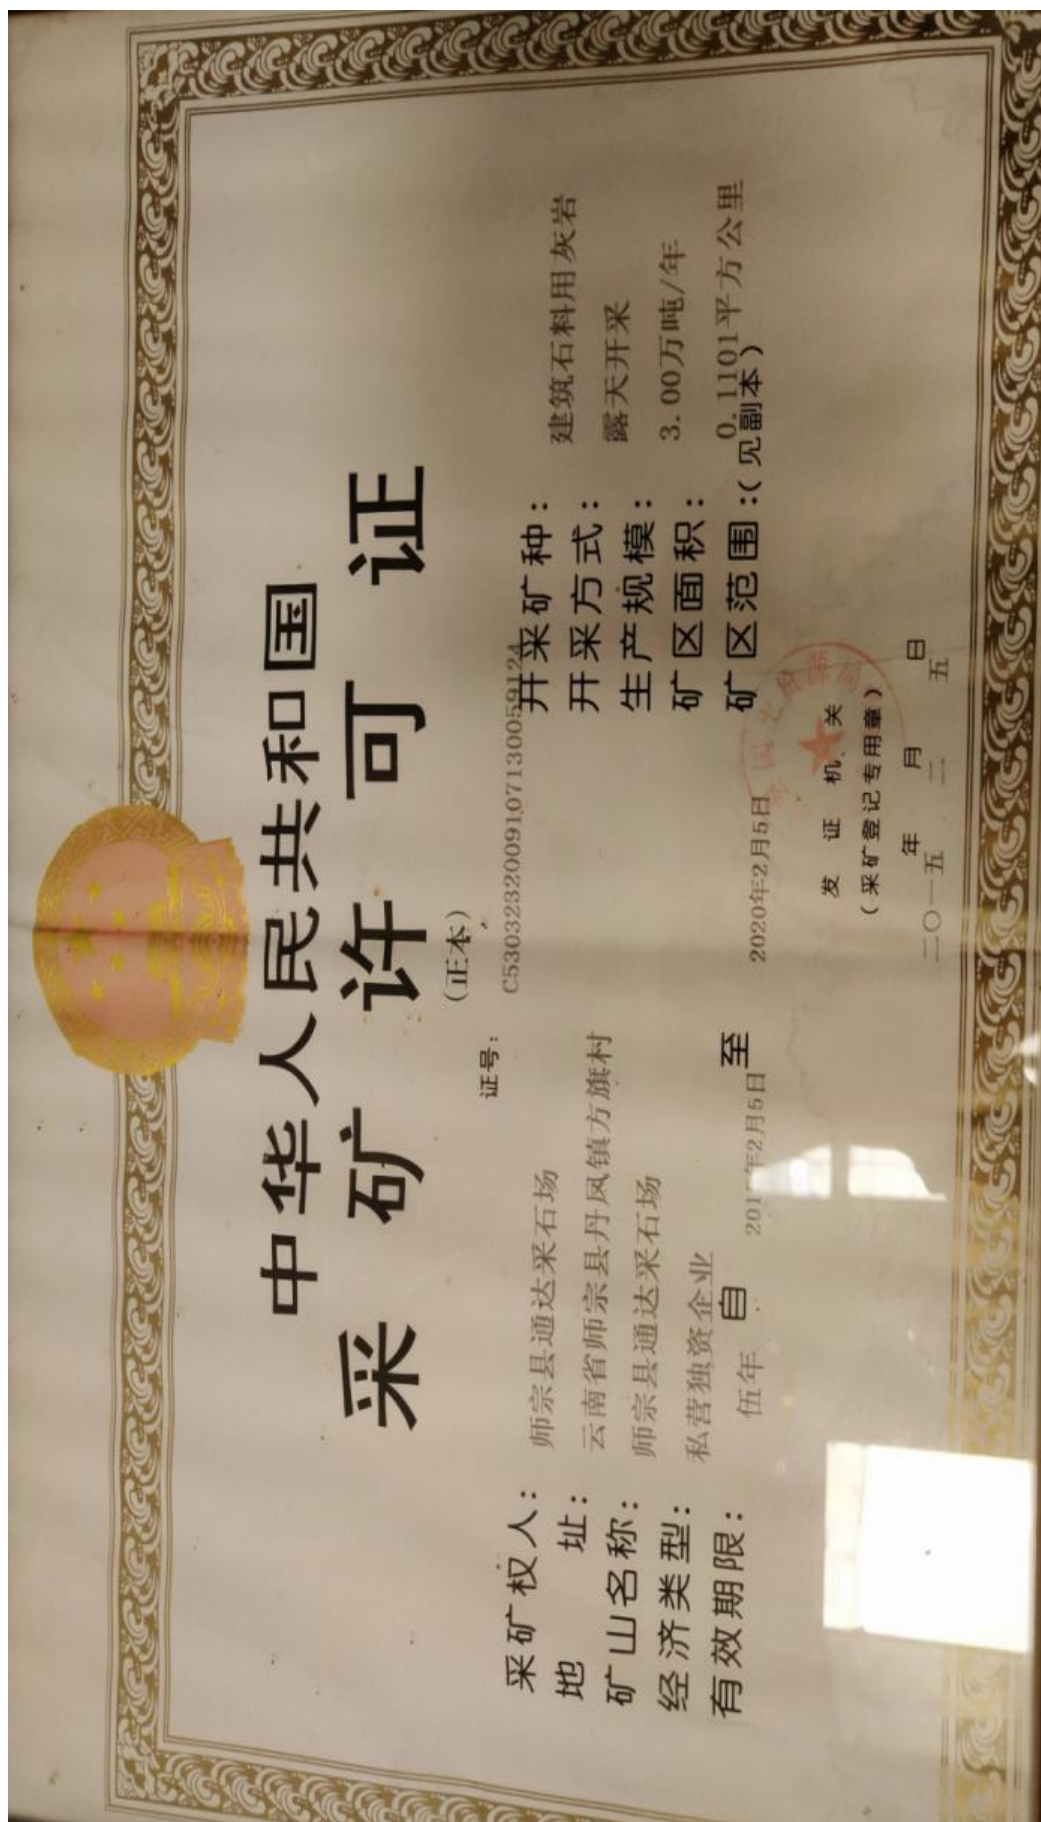 中华人民共和国
采矿许可证
(正本)
证号:
C5303232009107130059124
采矿权人: 师宗县通达采石场
地 址: 云南省师宗县丹凤镇方旗村
矿山名称: 师宗县通达采石场
经济类型: 私营独资企业
有效期限: 伍年 自 年2月5日 至 2020年2月5日
开采矿种: 建筑石料用灰岩
开采方式: 露天开采
生产规模: 3.00万吨/年
矿区面积: 0.1101平方公里
矿区范围:(见副本)
发 证 机 关
(采矿登记专用章)
二〇一五 年 二 月 五 日